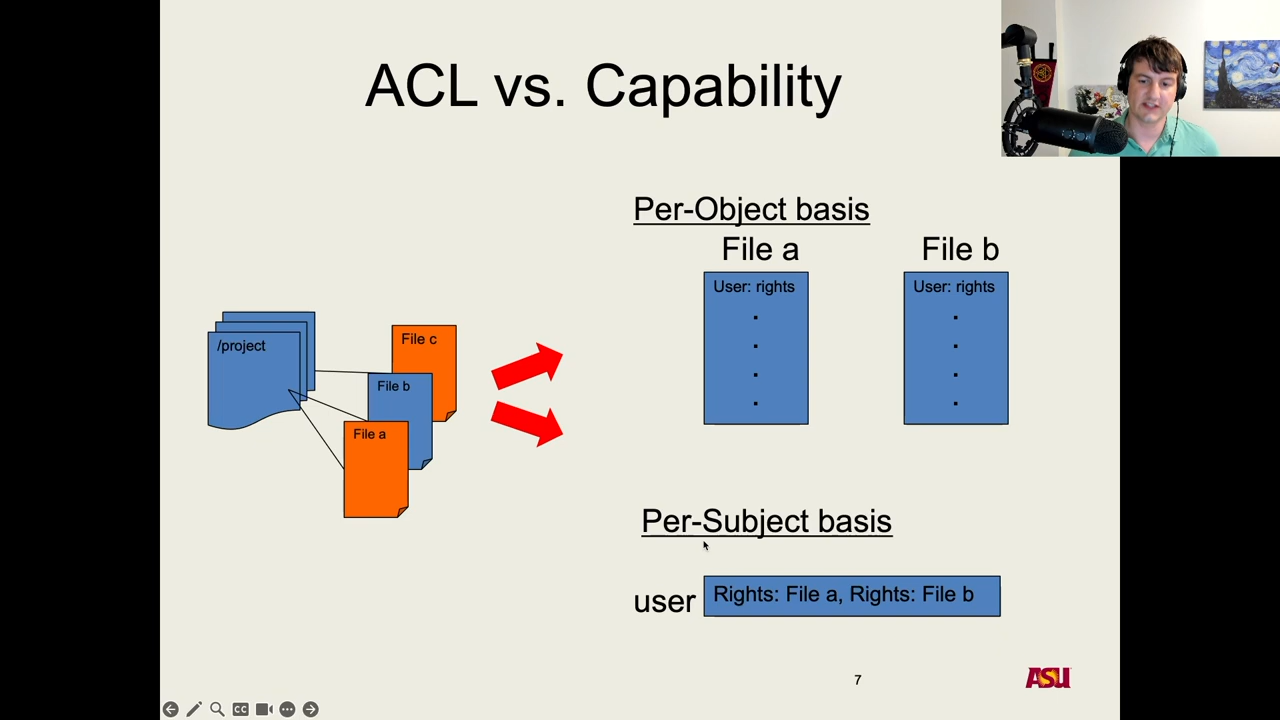 ACL vs. Capability
Per-Object basis
File a
File b
User: rights
.
.
.
.
User: rights
.
.
.
.
/project
File c
File b
File a
Per-Subject basis
user
Rights: File a, Rights: File b
7
ASU
CC